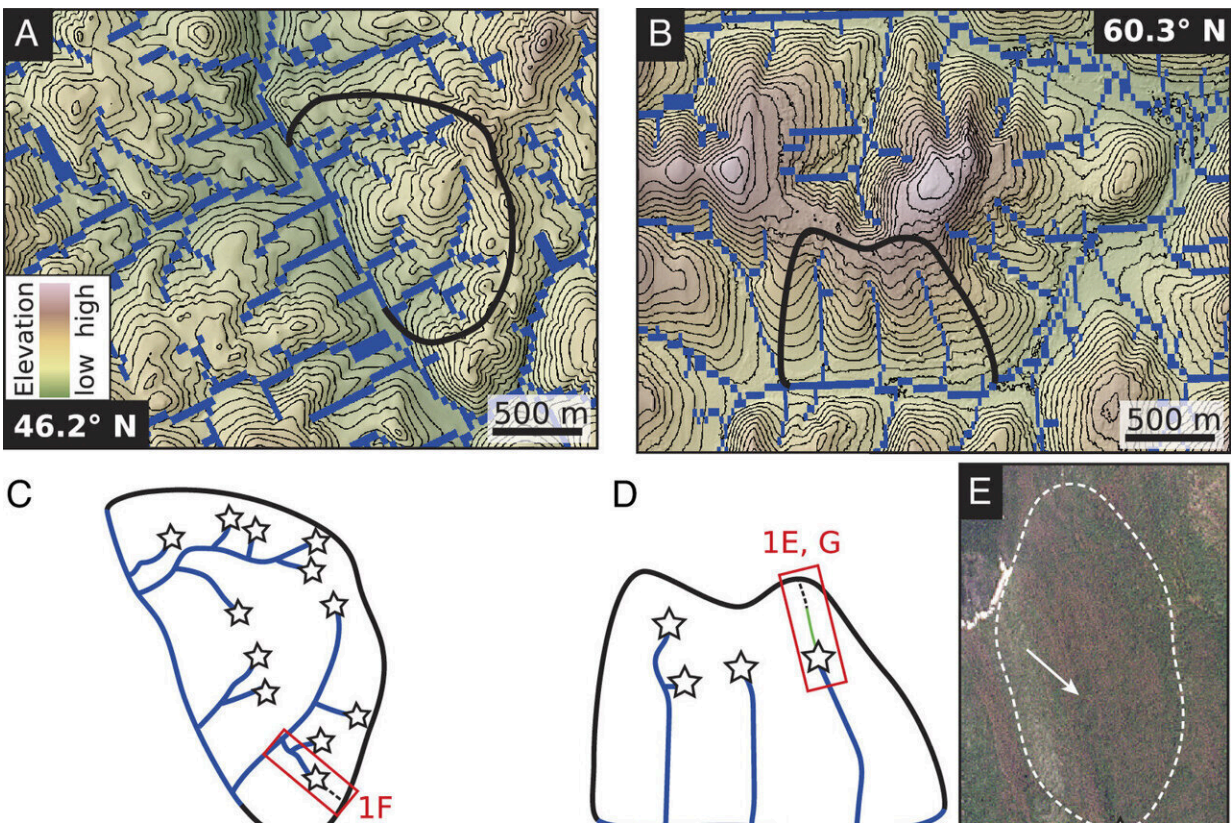 A
B
60.3° N
Elevation
low high
46.2° N
500 m
500 m
C
D
E
1E, G
1F